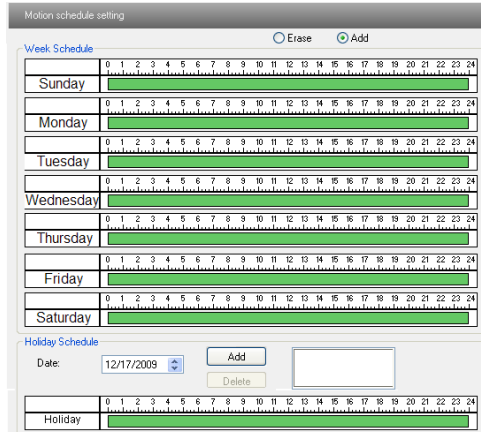 Motion schedule setting
Erase Add
Week Schedule
0 1 2 3 4 5 6 7 8 9 10 11 12 13 14 15 16 17 18 19 20 21 22 23 24
Sunday
0 1 2 3 4 5 6 7 8 9 10 11 12 13 14 15 16 17 18 19 20 21 22 23 24
Monday
0 1 2 3 4 5 6 7 8 9 10 11 12 13 14 15 16 17 18 19 20 21 22 23 24
Tuesday
0 1 2 3 4 5 6 7 8 9 10 11 12 13 14 15 16 17 18 19 20 21 22 23 24
Wednesday
0 1 2 3 4 5 6 7 8 9 10 11 12 13 14 15 16 17 18 19 20 21 22 23 24
Thursday
0 1 2 3 4 5 6 7 8 9 10 11 12 13 14 15 16 17 18 19 20 21 22 23 24
Friday
0 1 2 3 4 5 6 7 8 9 10 11 12 13 14 15 16 17 18 19 20 21 22 23 24
Saturday
Holiday Schedule
Date: 12/17/2009 Add
Delete
0 1 2 3 4 5 6 7 8 9 10 11 12 13 14 15 16 17 18 19 20 21 22 23 24
Holiday